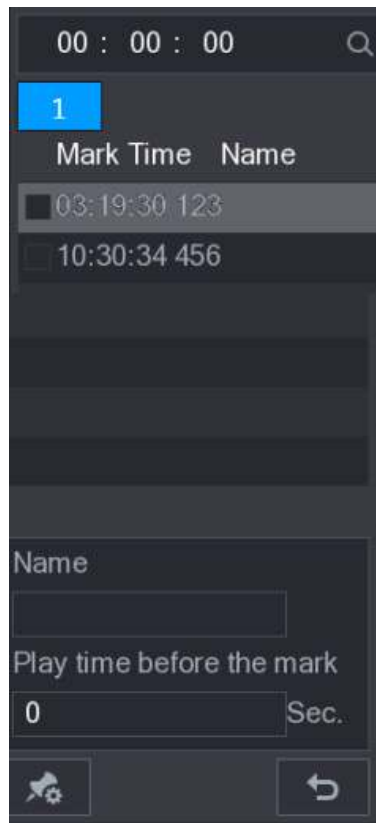 00 : 00 : 00
1
Mark Time Name
03:19:30 123
10:30:34 456
Name
Play time before the mark
0 Sec.